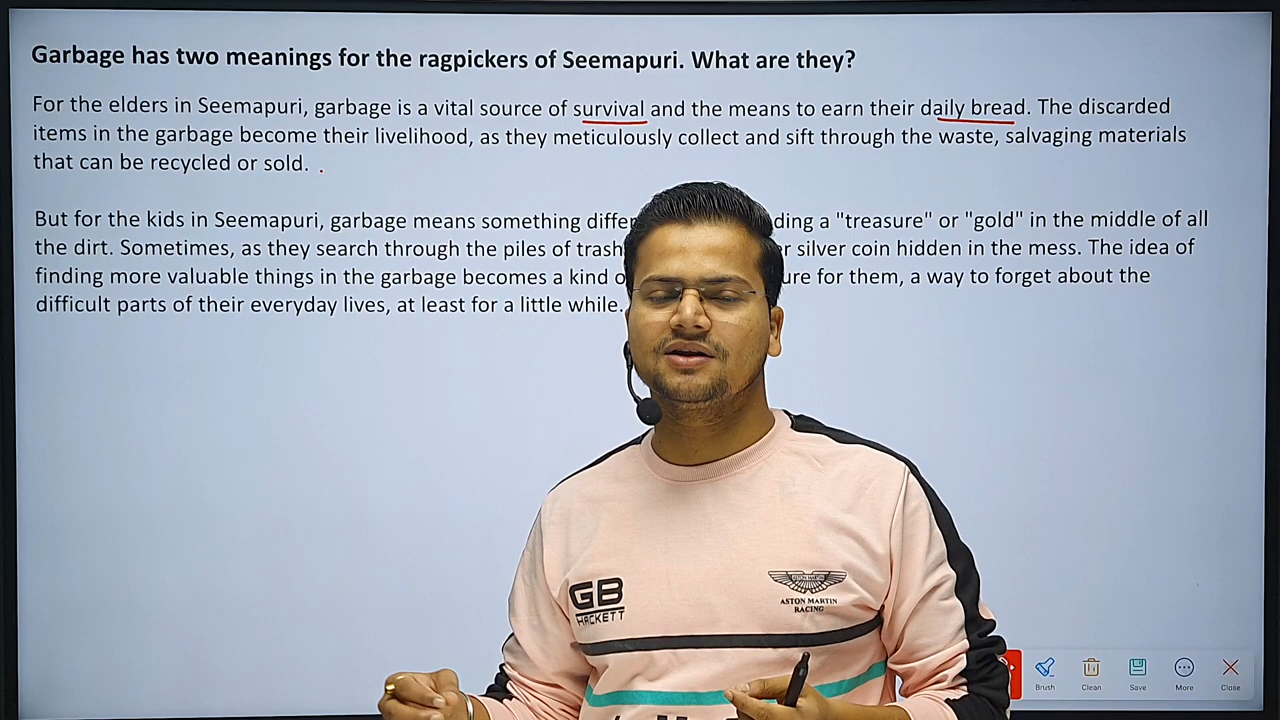 Garbage has two meanings for the ragpickers of Seemapuri. What are they?
For the elders in Seemapuri, garbage is a vital source of survival and the means to earn their daily bread. The discarded
items in the garbage become their livelihood, as they meticulously collect and sift through the waste, salvaging materials
that can be recycled or sold.
But for the kids in Seemapuri, garbage means something a "treasure" or "gold" in the middle of all
the dirt. Sometimes, as they search through the piles of trash silver coin hidden in the mess. The idea of
finding more valuable things in the garbage becomes a kind for them, a way to forget about the
difficult parts of their everyday lives, at least for a little while.
GB
HACKETT
ASTON MARTIN
RACING
Brush
Clean
Save
More
Close